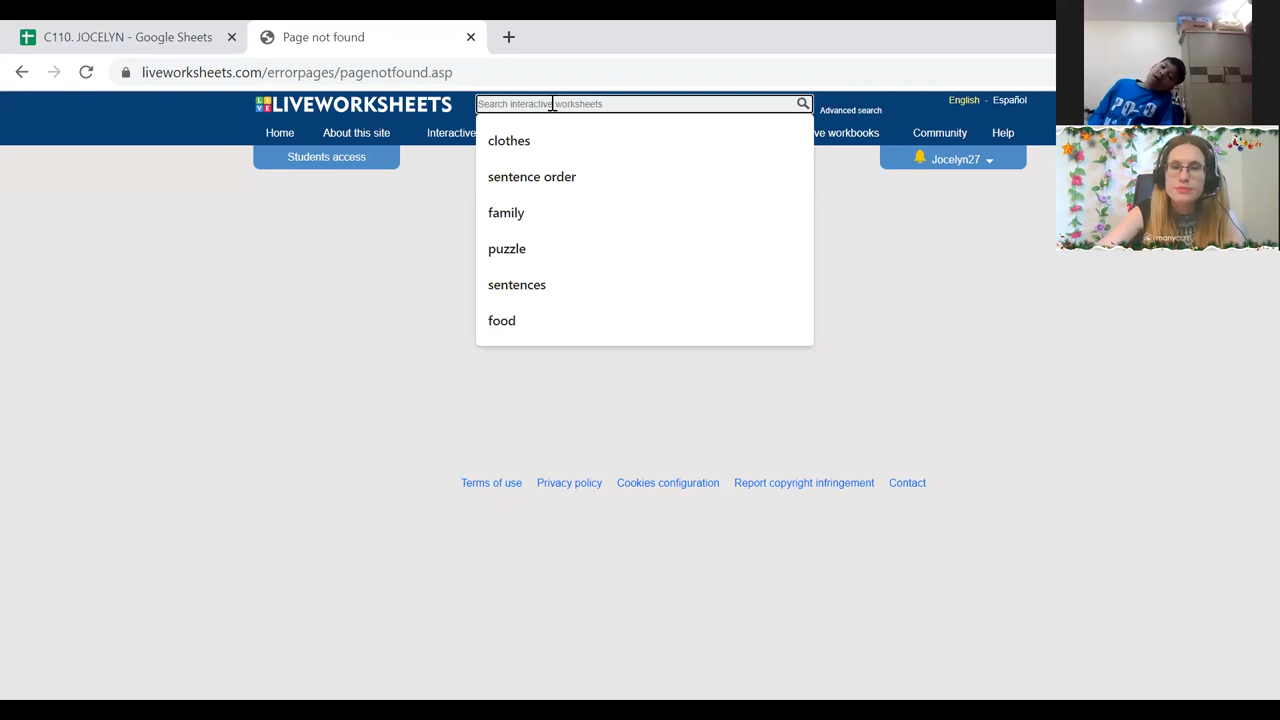 C110. JOCELYN - Google Sheets
Page not found
liveworksheets.com/errorpages/pagenotfound.asp
LIVE LIVEWORKSHEETS
Search interactive worksheets
Advanced search
English - Español
Home
About this site
Interactive
ve workbooks
Community
Help
Students access
Jocelyn27
clothes
sentence order
family
puzzle
sentences
food
Terms of use
Privacy policy
Cookies configuration
Report copyright infringement
Contact